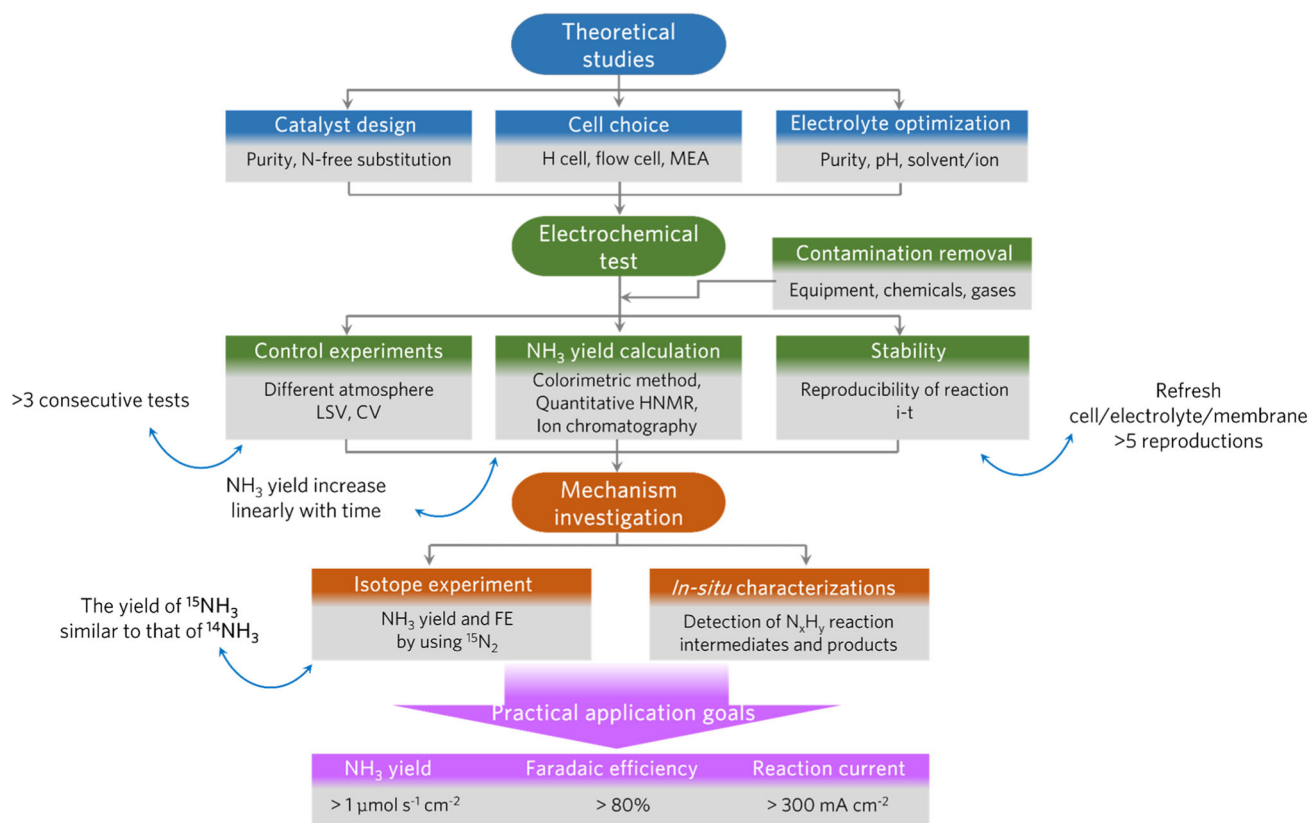 Theoretical
studies
Catalyst design
Purity, N-free substitution
Cell choice
H cell, flow cell, MEA
Electrolyte optimization
Purity, pH, solvent/ion
Electrochemical
test
Contamination removal
Equipment, chemicals, gases
Control experiments
Different atmosphere
LSV, CV
NH₃ yield calculation
Colorimetric method,
Quantitative HNMR,
Ion chromatography
Stability
Reproducibility of reaction
i-t
>3 consecutive tests
Refresh
cell/electrolyte/membrane
>5 reproductions
NH₃ yield increase
linearly with time
Mechanism
investigation
Isotope experiment
NH₃ yield and FE
by using ¹⁵N₂
In-situ characterizations
Detection of NₓHᵧ reaction
intermediates and products
The yield of ¹⁵NH₃
similar to that of ¹⁴NH₃
Practical application goals
NH₃ yield
> 1 μmol s⁻¹ cm⁻²
Faradaic efficiency
> 80%
Reaction current
> 300 mA cm⁻²